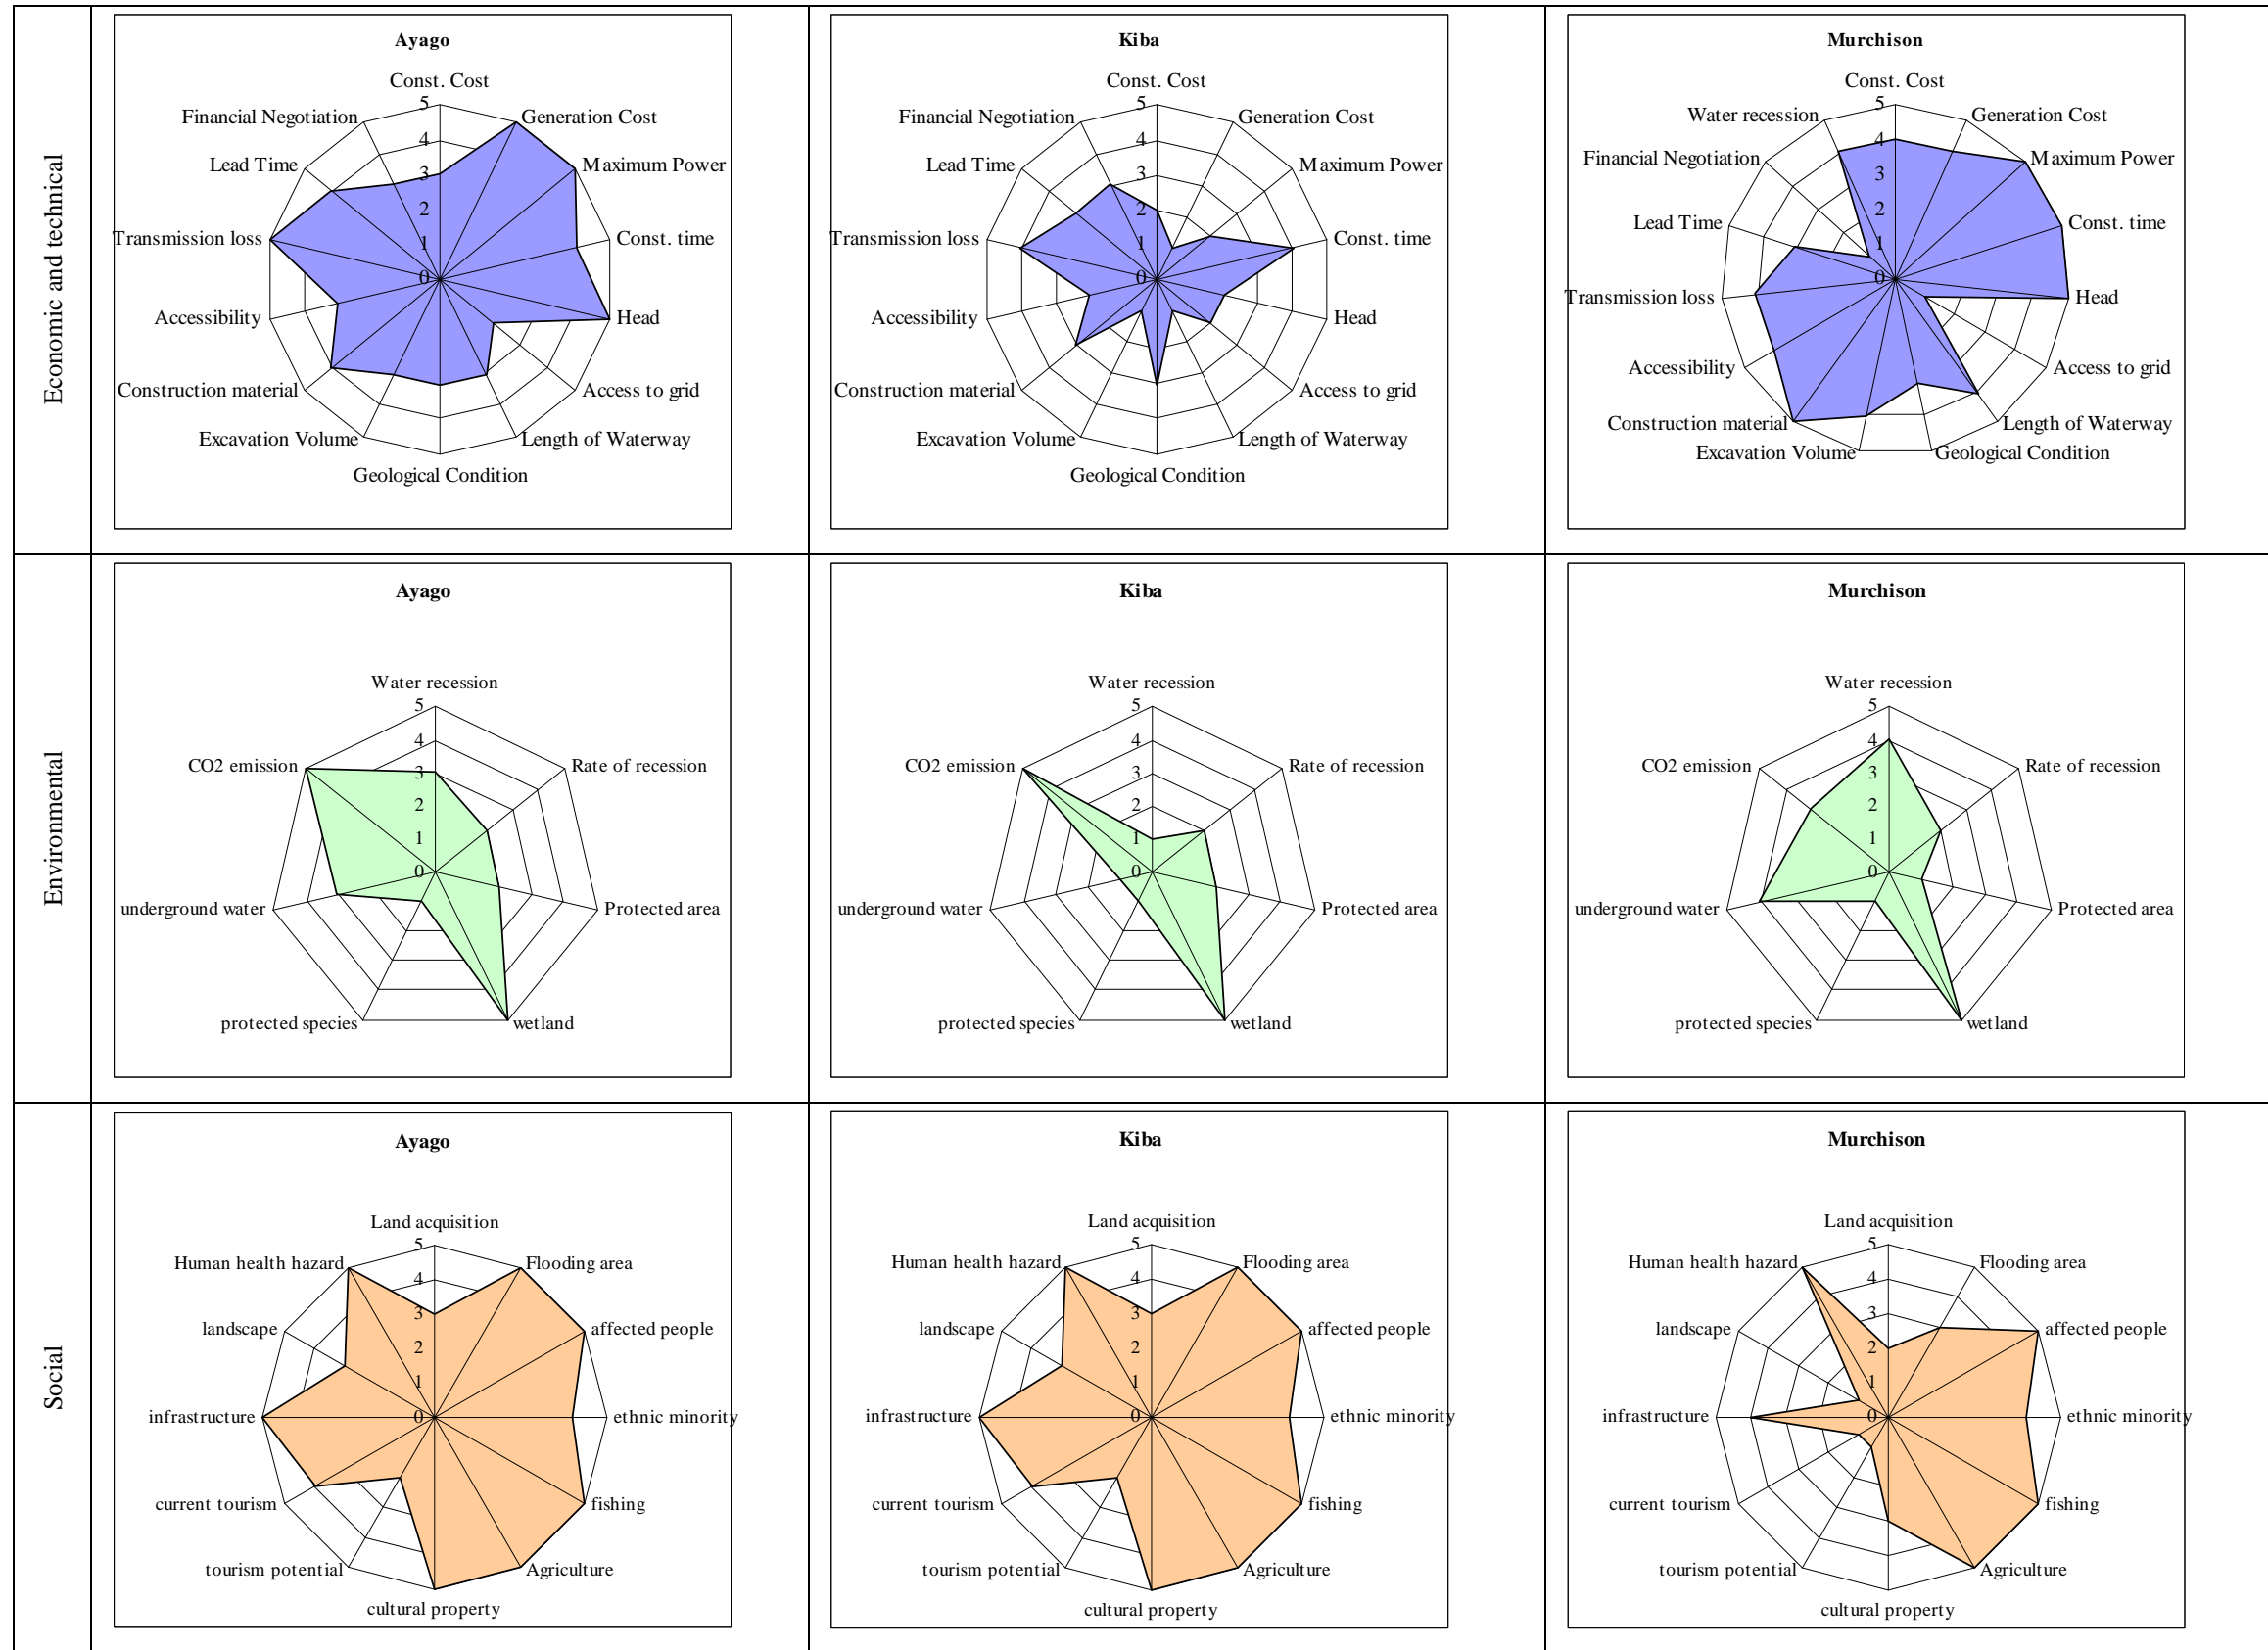 Economic and technical
Ayago
Const. Cost
Generation Cost
Maximum Power
Const. time
Head
Access to grid
Length of Waterway
Geological Condition
Excavation Volume
Construction material
Accessibility
Transmission loss
Lead Time
Financial Negotiation
5
4
3
2
1
0
Kiba
Const. Cost
Generation Cost
Maximum Power
Const. time
Head
Access to grid
Length of Waterway
Geological Condition
Excavation Volume
Construction material
Accessibility
Transmission loss
Lead Time
Financial Negotiation
5
4
3
2
1
0
Murchison
Const. Cost
Generation Cost
Maximum Power
Const. time
Head
Access to grid
Length of Waterway
Geological Condition
Excavation Volume
Construction material
Accessibility
Transmission loss
Lead Time
Financial Negotiation
Water recession
5
4
3
2
1
0
Environmental
Ayago
Water recession
Rate of recession
Protected area
wetland
protected species
underground water
CO2 emission
5
4
3
2
1
0
Kiba
Water recession
Rate of recession
Protected area
wetland
protected species
underground water
CO2 emission
5
4
3
2
1
0
Murchison
Water recession
Rate of recession
Protected area
wetland
protected species
underground water
CO2 emission
5
4
3
2
1
0
Social
Ayago
Land acquisition
Flooding area
affected people
ethnic minority
fishing
Agriculture
cultural property
tourism potential
current tourism
infrastructure
landscape
Human health hazard
5
4
3
2
1
0
Kiba
Land acquisition
Flooding area
affected people
ethnic minority
fishing
Agriculture
cultural property
tourism potential
current tourism
infrastructure
landscape
Human health hazard
5
4
3
2
1
0
Murchison
Land acquisition
Flooding area
affected people
ethnic minority
fishing
Agriculture
cultural property
tourism potential
current tourism
infrastructure
landscape
Human health hazard
5
4
3
2
1
0